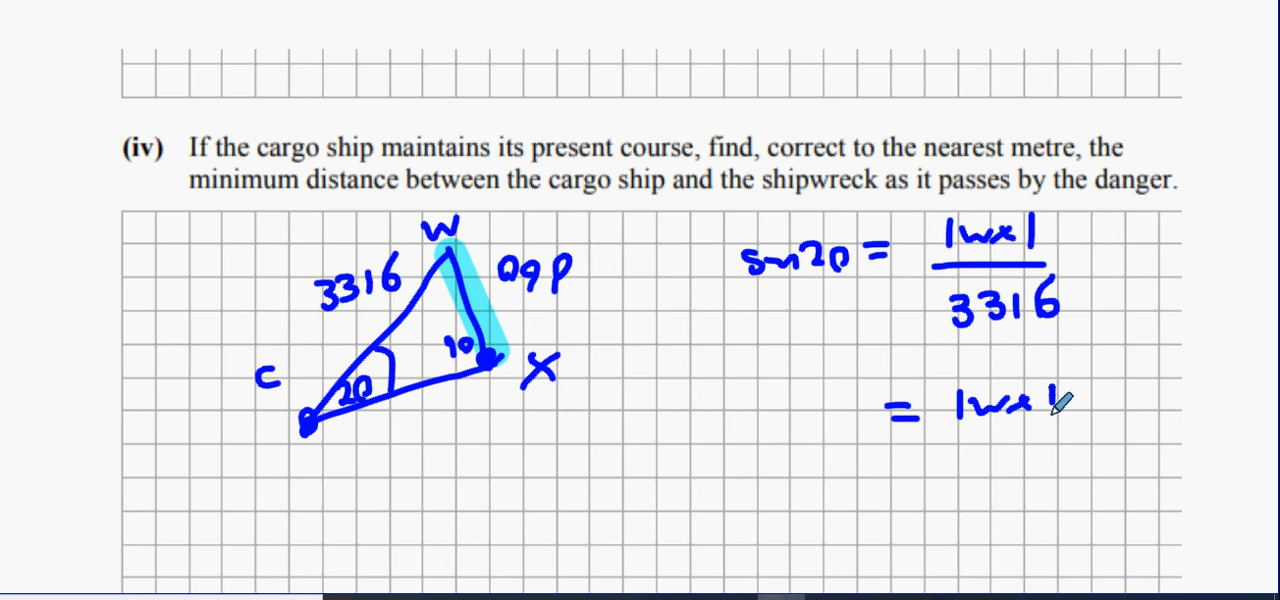 (iv) If the cargo ship maintains its present course, find, correct to the nearest metre, the
minimum distance between the cargo ship and the shipwreck as it passes by the danger.
W
3316
opp
C
20
90
X
sin20 = |wx|
3316
= |wx|